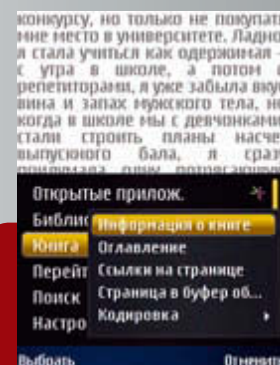 конкурсу, но только не покупать
мне место в университете. Ладно
я стала учиться как одержимая -
с утра в школе, а потом с
репетиторами, я уже забыла вкус
вина и запах мужского тела, но
когда в школе мы с девчонками
стали строить планы насчет
выпускного бала, я сразу
придумала одну
Открытые прилож.
Библи
Информация о книге
Книга
Оглавление
Перейт
Ссылки на странице
Поиск
Страница в буфер об...
Настро
Кодировка
Выбрать
Отменить